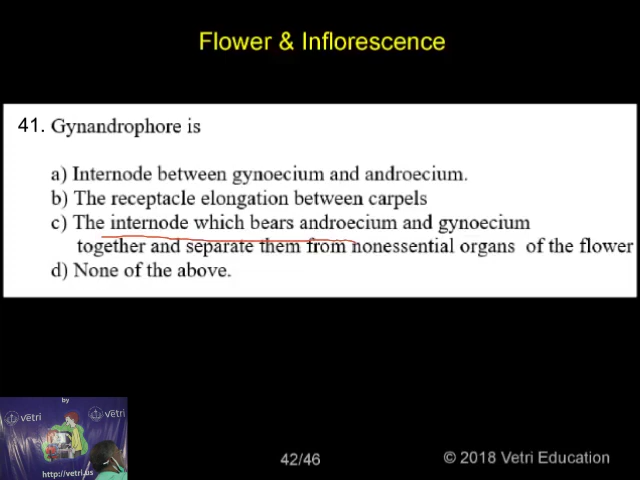 Flower & Inflorescence
41. Gynandrophore is
a) Internode between gynoecium and androecium.
b) The receptacle elongation between carpels
c) The internode which bears androecium and gynoecium
together and separate them from nonessential organs of the flower
d) None of the above.
by
vetri
vetri
http://vetri.us
42/46
© 2018 Vetri Education